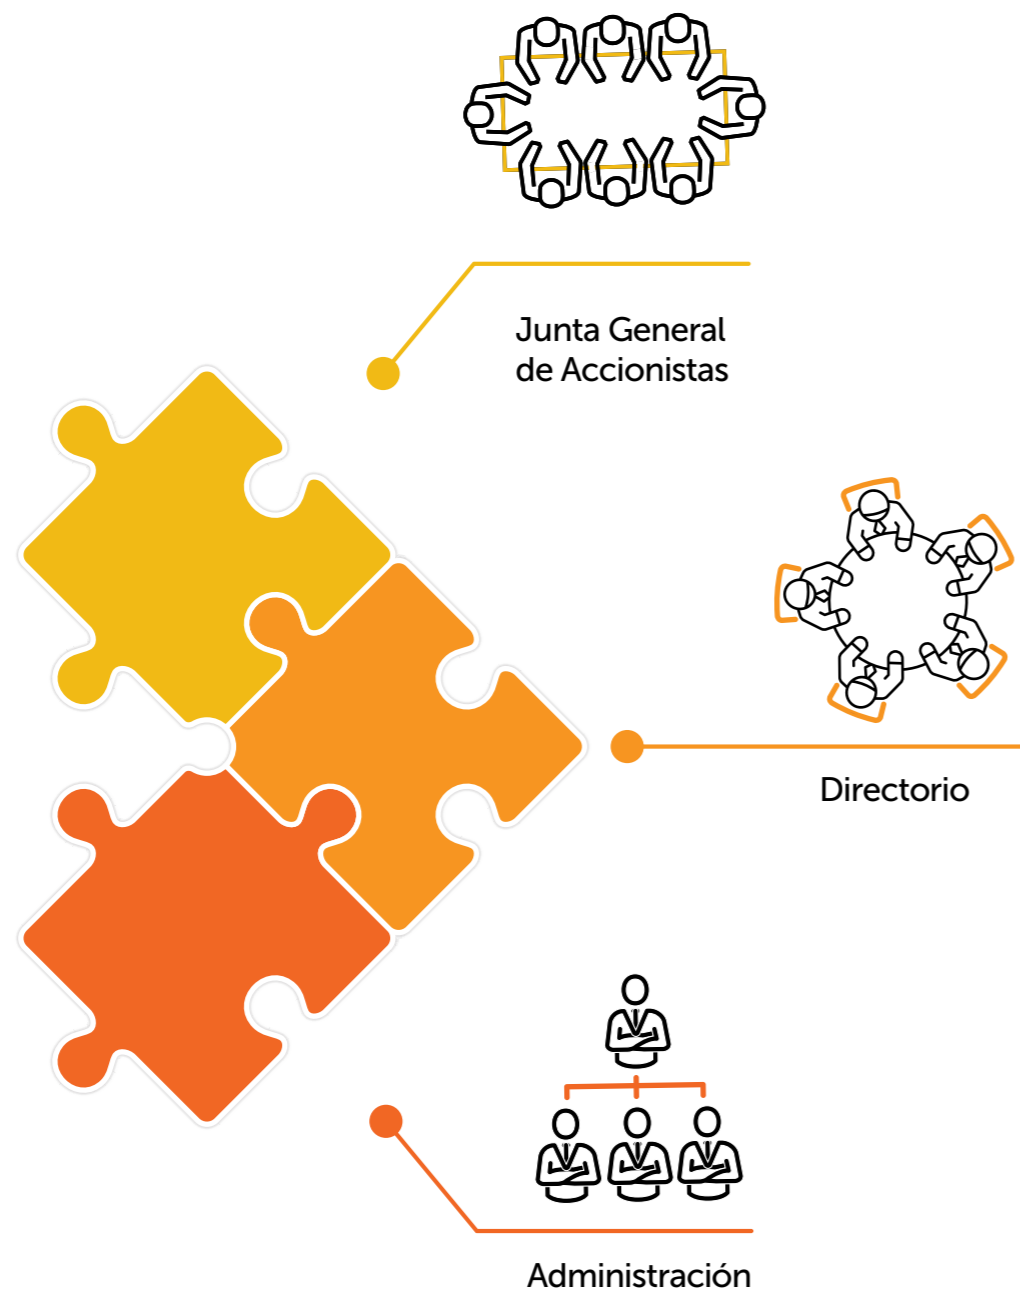 Junta General
de Accionistas
Directorio
Administración